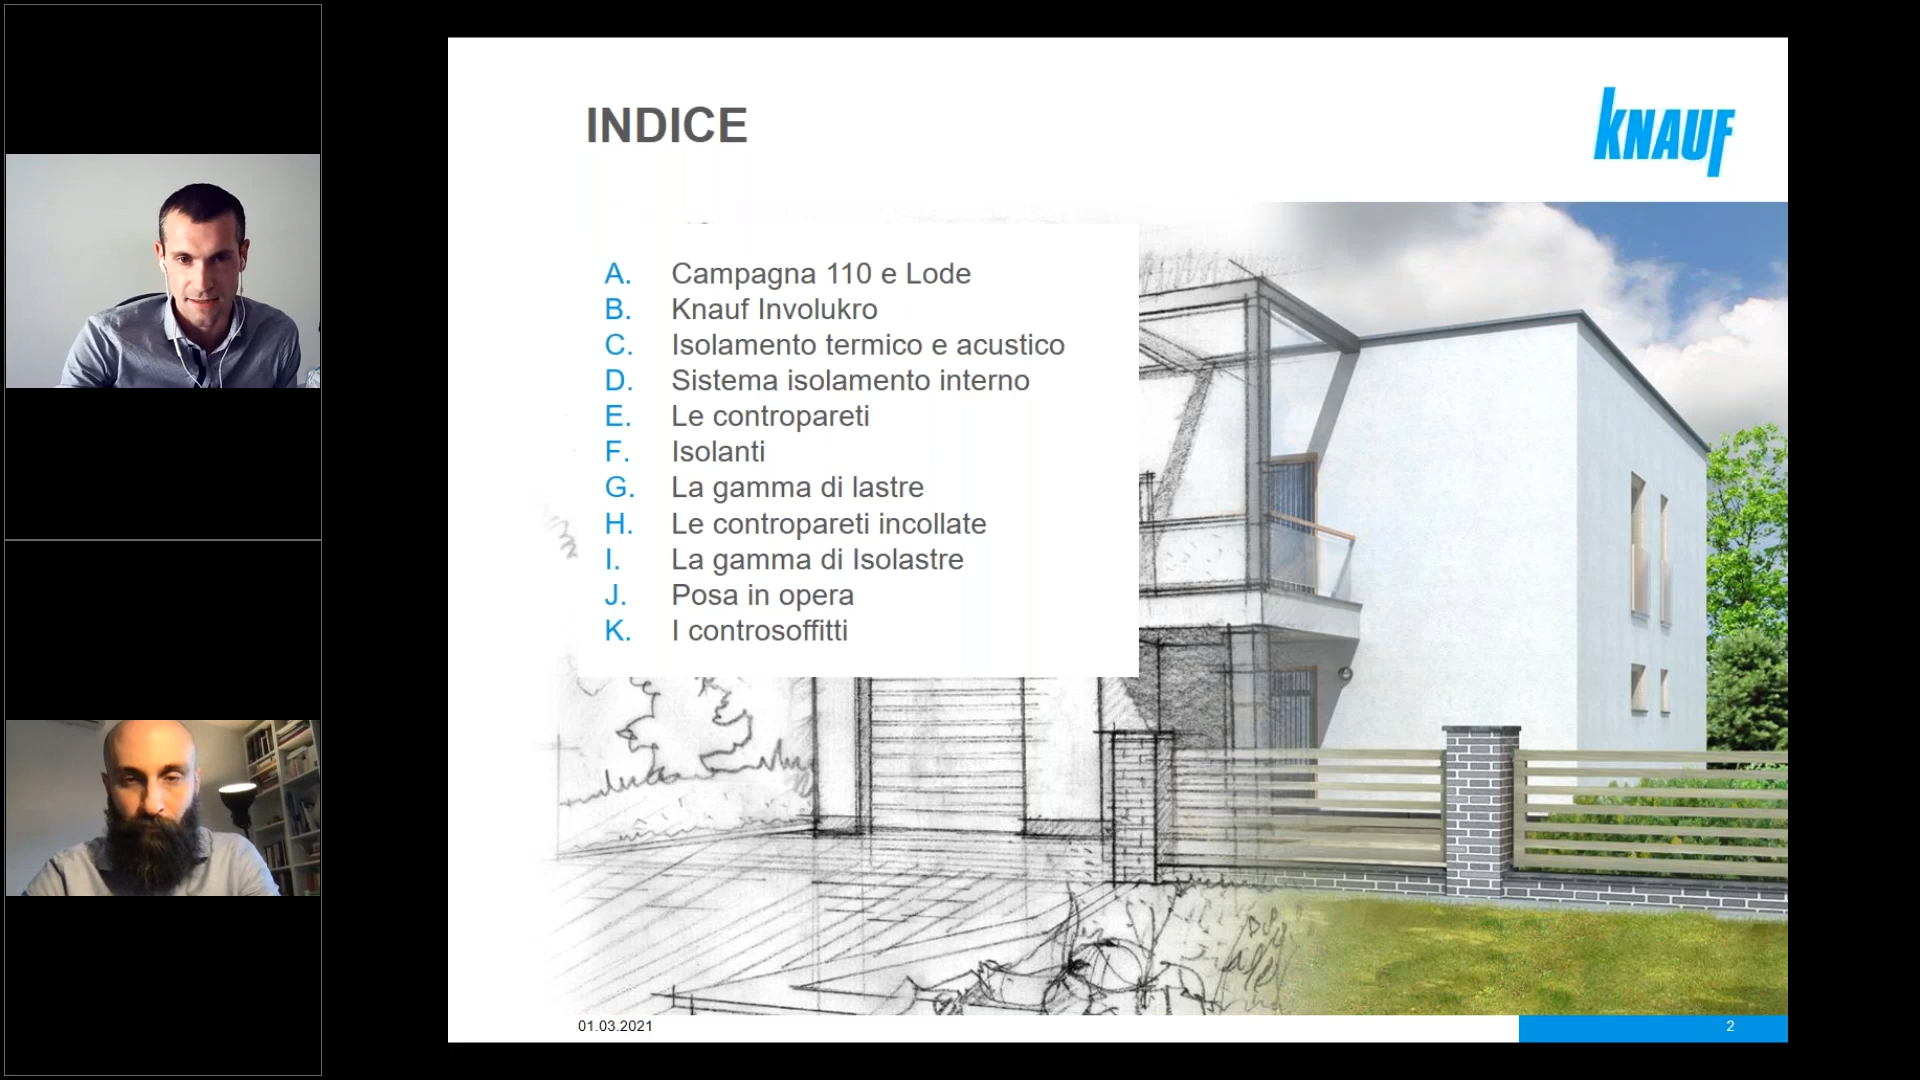 INDICE
KNAUF
A. Campagna 110 e Lode
B. Knauf Involukro
C. Isolamento termico e acustico
D. Sistema isolamento interno
E. Le contropareti
F. Isolanti
G. La gamma di lastre
H. Le contropareti incollate
I. La gamma di Isolastre
J. Posa in opera
K. I controsoffitti
01.03.2021
2